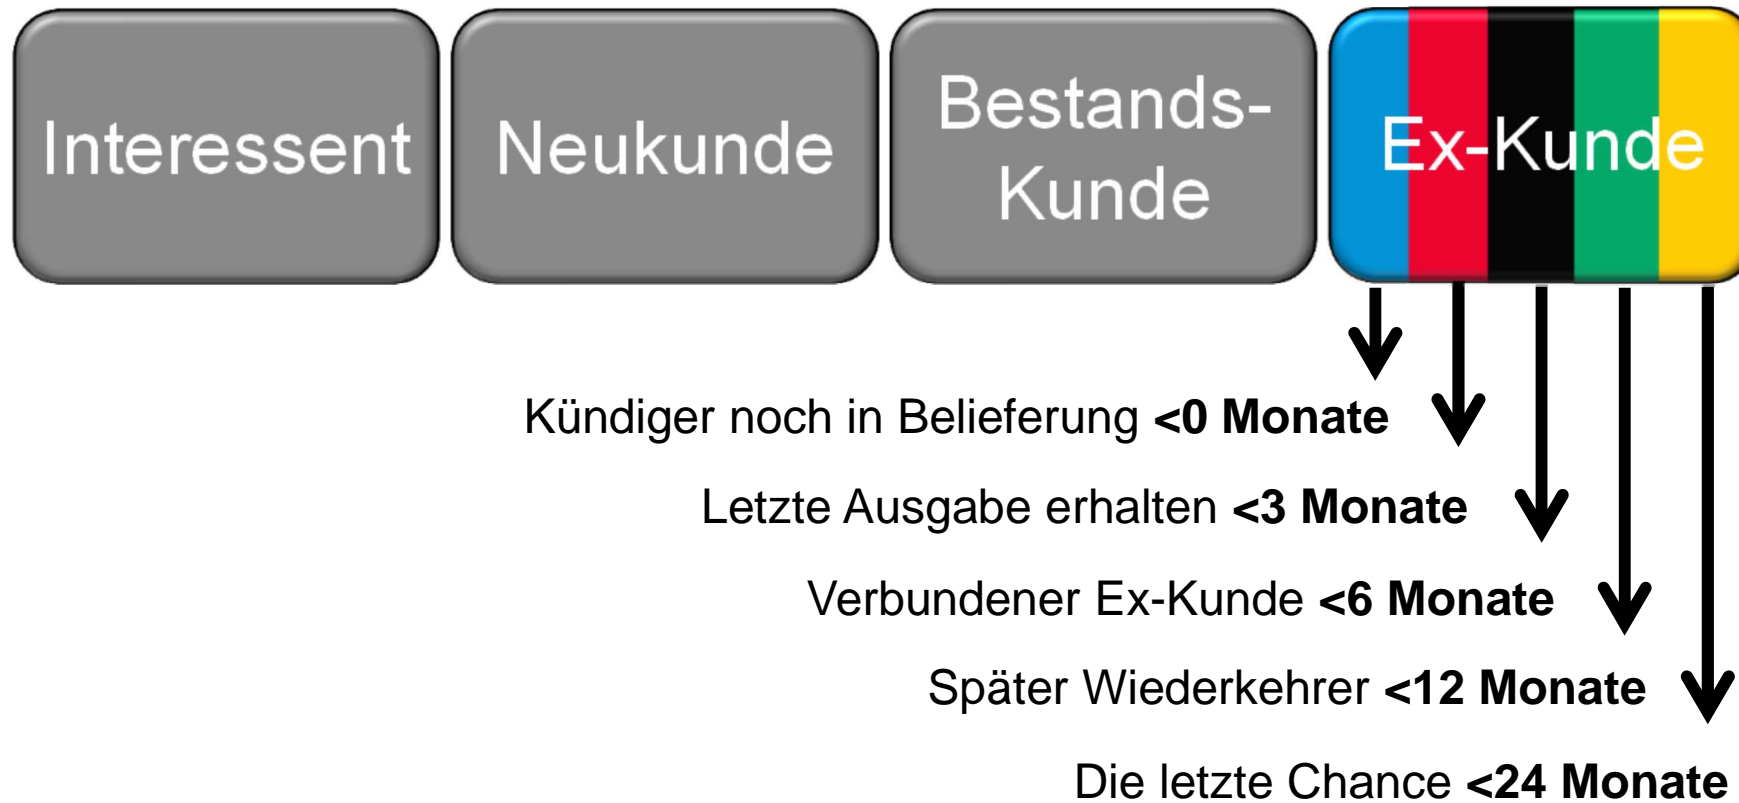 Interessent
Neukunde
Bestands-
Kunde
Ex-Kunde
Kündiger noch in Belieferung <0 Monate
Letzte Ausgabe erhalten <3 Monate
Verbundener Ex-Kunde <6 Monate
Später Wiederkehrer <12 Monate
Die letzte Chance <24 Monate